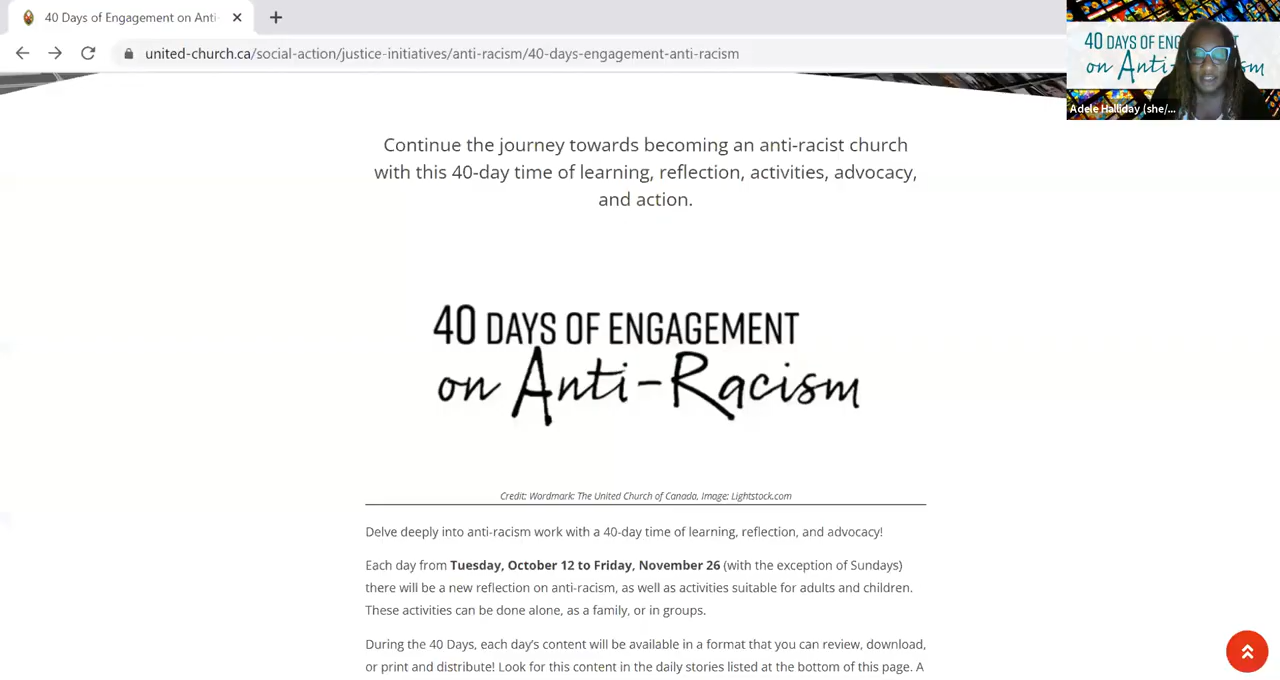 40 Days of Engagement on Anti-
united-church.ca/social-action/justice-initiatives/anti-racism/40-days-engagement-anti-racism
40 DAYS OF ENG
on Anti- sm
Adele Halliday (she/...
Continue the journey towards becoming an anti-racist church
with this 40-day time of learning, reflection, activities, advocacy,
and action.
40 DAYS OF ENGAGEMENT
on Anti-Racism
Credit: Wordmark: The United Church of Canada, Image: Lightstock.com
Delve deeply into anti-racism work with a 40-day time of learning, reflection, and advocacy!
Each day from Tuesday, October 12 to Friday, November 26 (with the exception of Sundays)
there will be a new reflection on anti-racism, as well as activities suitable for adults and children.
These activities can be done alone, as a family, or in groups.
During the 40 Days, each day’s content will be available in a format that you can review, download,
or print and distribute! Look for this content in the daily stories listed at the bottom of this page. A